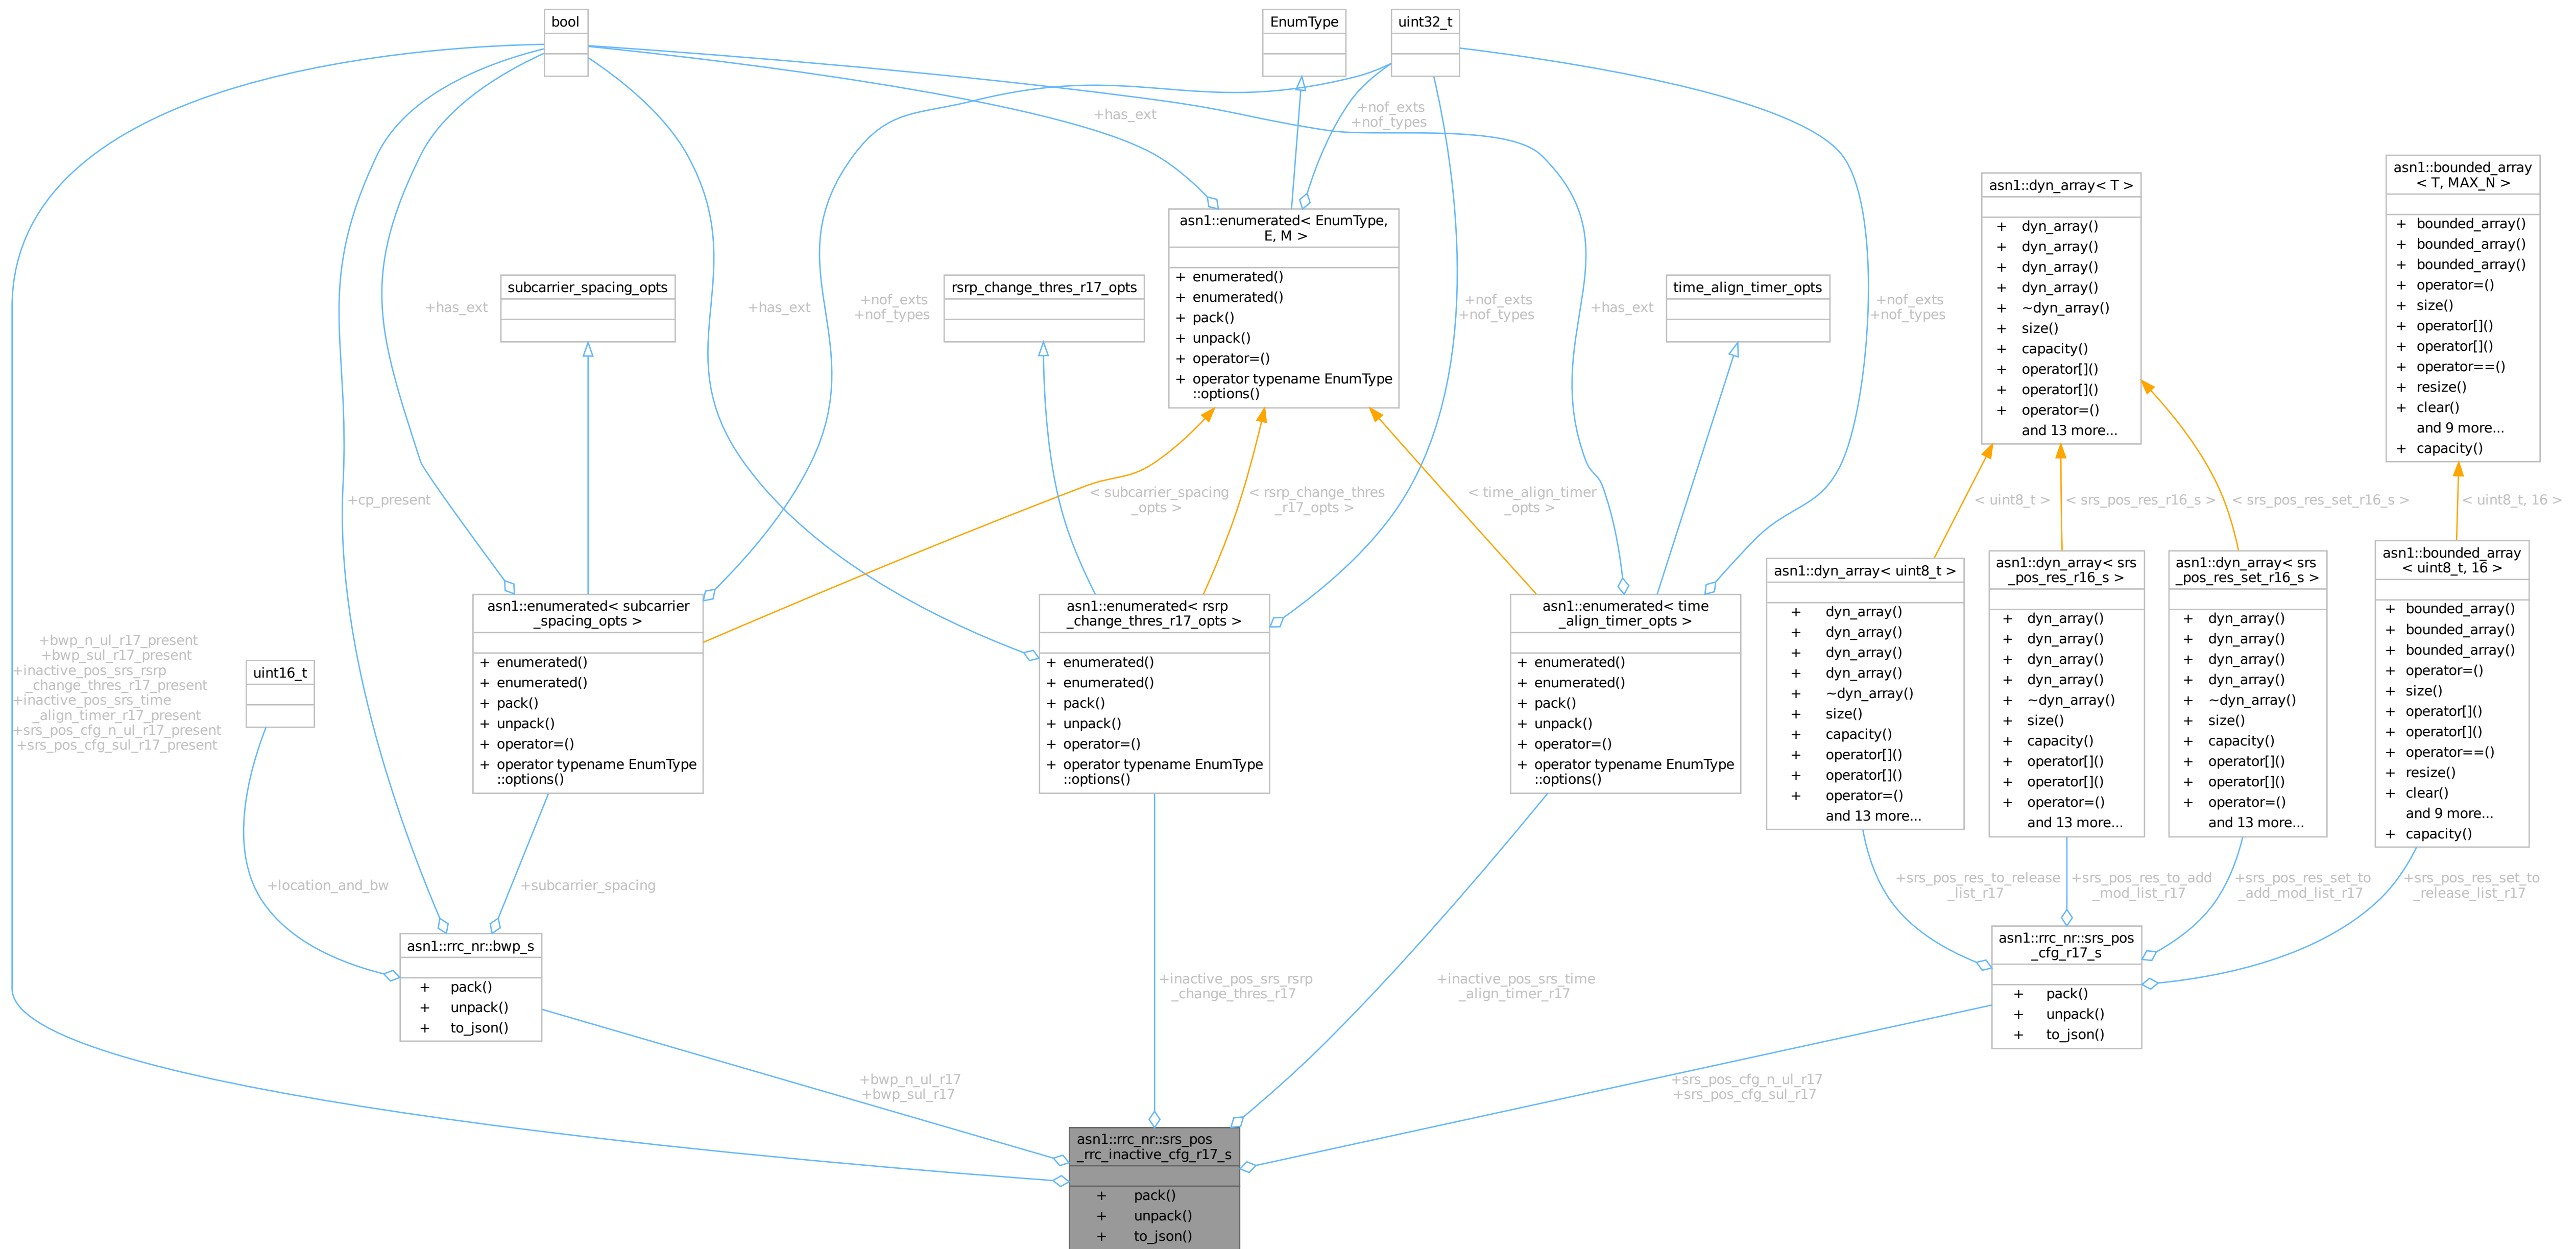 bool
EnumType
uint32_t
+has_ext
+nof_exts
+nof_types
asn1::bounded_array
< T, MAX_N >
+ bounded_array()
+ bounded_array()
+ bounded_array()
+ operator=()
+ size()
+ operator[]()
+ operator[]()
+ operator==()
+ resize()
+ clear()
and 9 more...
+ capacity()
asn1::dyn_array< T >
+ dyn_array()
+ dyn_array()
+ dyn_array()
+ dyn_array()
+ ~dyn_array()
+ size()
+ capacity()
+ operator[]()
+ operator[]()
+ operator=()
and 13 more...
asn1::enumerated< EnumType,
E, M >
+ enumerated()
+ enumerated()
+ pack()
+ unpack()
+ operator=()
+ operator typename EnumType
::options()
subcarrier_spacing_opts
rsrp_change_thres_r17_opts
time_align_timer_opts
+has_ext
+has_ext
+nof_exts
+nof_types
+nof_exts
+nof_types
+has_ext
+nof_exts
+nof_types
+cp_present
< subcarrier_spacing
_opts >
< rsrp_change_thres
_r17_opts >
< time_align_timer
_opts >
< uint8_t >
< srs_pos_res_r16_s >
< srs_pos_res_set_r16_s >
< uint8_t, 16 >
+bwp_n_ul_r17_present
+bwp_sul_r17_present
+inactive_pos_srs_rsrp
_change_thres_r17_present
+inactive_pos_srs_time
_align_timer_r17_present
+srs_pos_cfg_n_ul_r17_present
+srs_pos_cfg_sul_r17_present
uint16_t
asn1::enumerated< subcarrier
_spacing_opts >
+ enumerated()
+ enumerated()
+ pack()
+ unpack()
+ operator=()
+ operator typename EnumType
::options()
asn1::enumerated< rsrp
_change_thres_r17_opts >
+ enumerated()
+ enumerated()
+ pack()
+ unpack()
+ operator=()
+ operator typename EnumType
::options()
asn1::enumerated< time
_align_timer_opts >
+ enumerated()
+ enumerated()
+ pack()
+ unpack()
+ operator=()
+ operator typename EnumType
::options()
asn1::dyn_array< uint8_t >
+ dyn_array()
+ dyn_array()
+ dyn_array()
+ dyn_array()
+ ~dyn_array()
+ size()
+ capacity()
+ operator[]()
+ operator[]()
+ operator=()
and 13 more...
asn1::dyn_array< srs
_pos_res_r16_s >
+ dyn_array()
+ dyn_array()
+ dyn_array()
+ dyn_array()
+ ~dyn_array()
+ size()
+ capacity()
+ operator[]()
+ operator[]()
+ operator=()
and 13 more...
asn1::dyn_array< srs
_pos_res_set_r16_s >
+ dyn_array()
+ dyn_array()
+ dyn_array()
+ dyn_array()
+ ~dyn_array()
+ size()
+ capacity()
+ operator[]()
+ operator[]()
+ operator=()
and 13 more...
asn1::bounded_array
< uint8_t, 16 >
+ bounded_array()
+ bounded_array()
+ bounded_array()
+ operator=()
+ size()
+ operator[]()
+ operator[]()
+ operator==()
+ resize()
+ clear()
and 9 more...
+ capacity()
+location_and_bw
+subcarrier_spacing
+srs_pos_res_to_release
_list_r17
+srs_pos_res_to_add
_mod_list_r17
+srs_pos_res_set_to
_add_mod_list_r17
+srs_pos_res_set_to
_release_list_r17
asn1::rrc_nr::bwp_s
+ pack()
+ unpack()
+ to_json()
+inactive_pos_srs_rsrp
_change_thres_r17
+inactive_pos_srs_time
_align_timer_r17
asn1::rrc_nr::srs_pos
_cfg_r17_s
+ pack()
+ unpack()
+ to_json()
+bwp_n_ul_r17
+bwp_sul_r17
+srs_pos_cfg_n_ul_r17
+srs_pos_cfg_sul_r17
asn1::rrc_nr::srs_pos
_rrc_inactive_cfg_r17_s
+ pack()
+ unpack()
+ to_json()